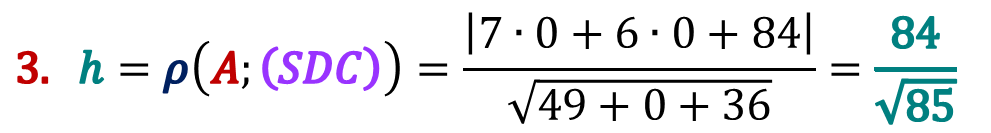 3. h = ρ(A; (SDC)) = |7 · 0 + 6 · 0 + 84| / √(49 + 0 + 36) = 84 / √85